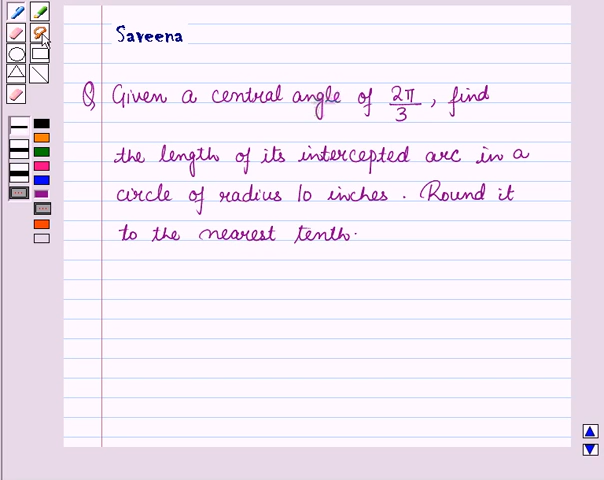 Saveena
Q Given a central angle of 2π/3, find
the length of its intercepted arc in a
circle of radius 10 inches. Round it
to the nearest tenth.